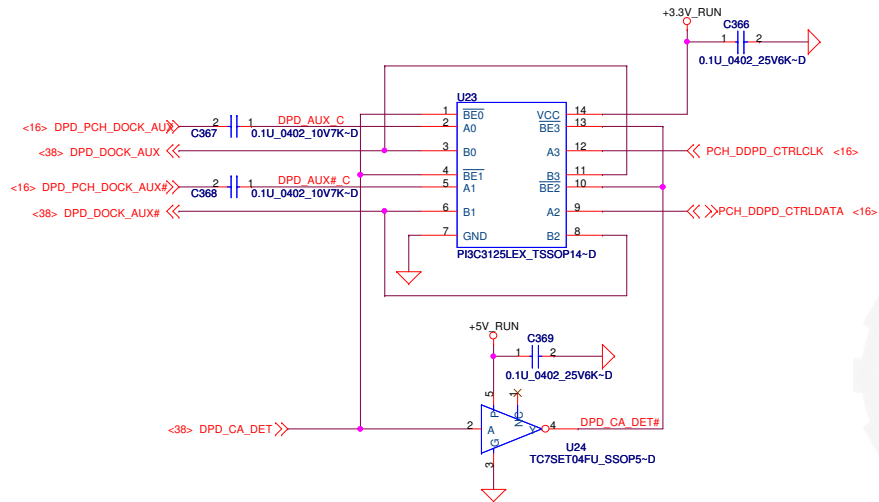 +3.3V_RUN
C366
1 2
0.1U_0402_25V6K~D
U23
1 BE0 VCC 14
<16> DPD_PCH_DOCK_AUX 2 1 DPD_AUX_C 2 A0 BE3 13
C367 0.1U_0402_10V7K~D
<38> DPD_DOCK_AUX 3 B0 A3 12 PCH_DDPD_CTRLCLK <16>
4 BE1 B3 11
<16> DPD_PCH_DOCK_AUX# 2 1 DPD_AUX#_C 5 A1 BE2 10
C368 0.1U_0402_10V7K~D
<38> DPD_DOCK_AUX# 6 B1 A2 9 PCH_DDPD_CTRLDATA <16>
7 GND B2 8
PI3C3125LEX_TSSOP14~D
+5V_RUN
C369
1 2
0.1U_0402_25V6K~D
5 P 1 NC
<38> DPD_CA_DET 2 A Y 4 DPD_CA_DET#
G
3
U24
TC7SET04FU_SSOP5~D